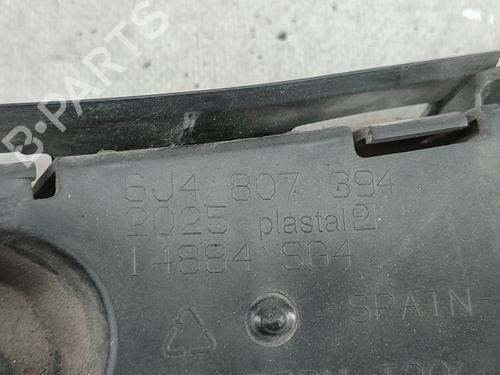 B-PARTS
6J4 807 394
2025 plastal
14884 SG4
-SPAIN-